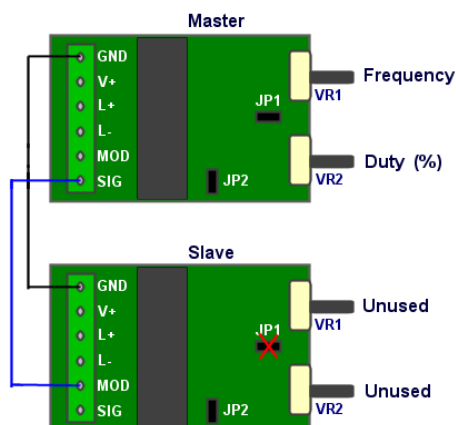 Master
GND
V+
L+
L-
MOD
SIG
JP1
JP2
VR1
Frequency
VR2
Duty (%)
Slave
GND
V+
L+
L-
MOD
SIG
JP1
JP2
VR1
Unused
VR2
Unused